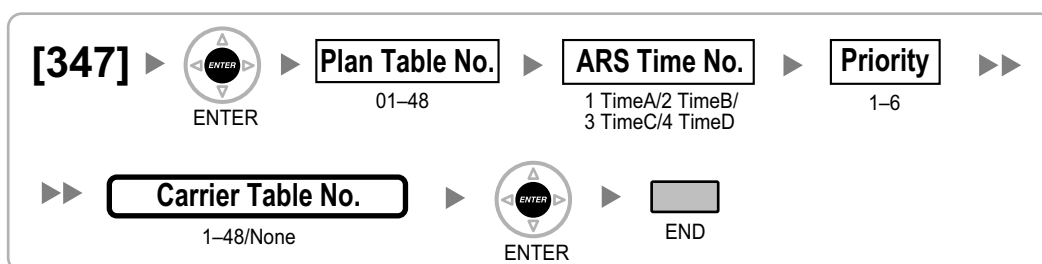 [347] ENTER Plan Table No. ARS Time No. Priority
ENTER 01–48 1 TimeA/2 TimeB/ 1–6
3 TimeC/4 TimeD
Carrier Table No. ENTER
1–48/None ENTER END